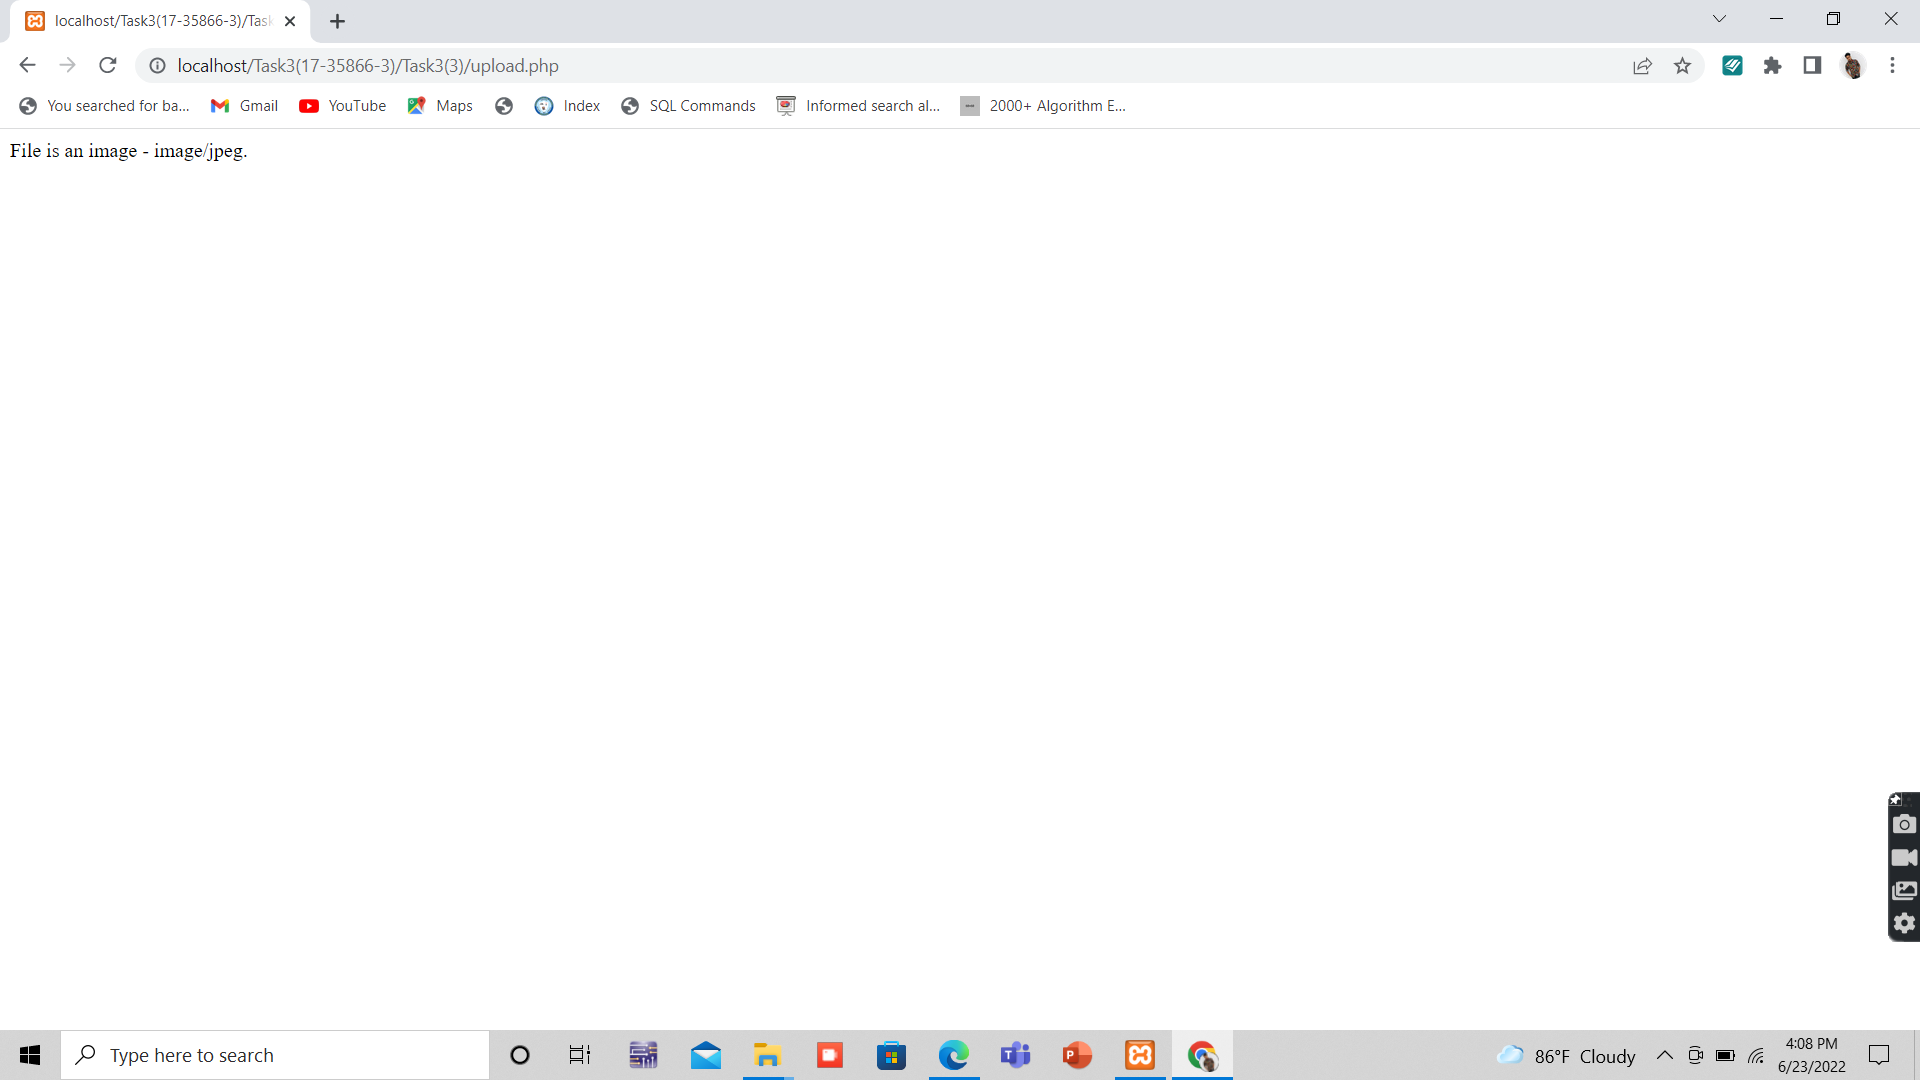 localhost/Task3(17-35866-3)/Task
localhost/Task3(17-35866-3)/Task3(3)/upload.php
You searched for ba... Gmail YouTube Maps Index SQL Commands Informed search al... 2000+ Algorithm E...
File is an image - image/jpeg.
Type here to search
86°F Cloudy
4:08 PM
6/23/2022